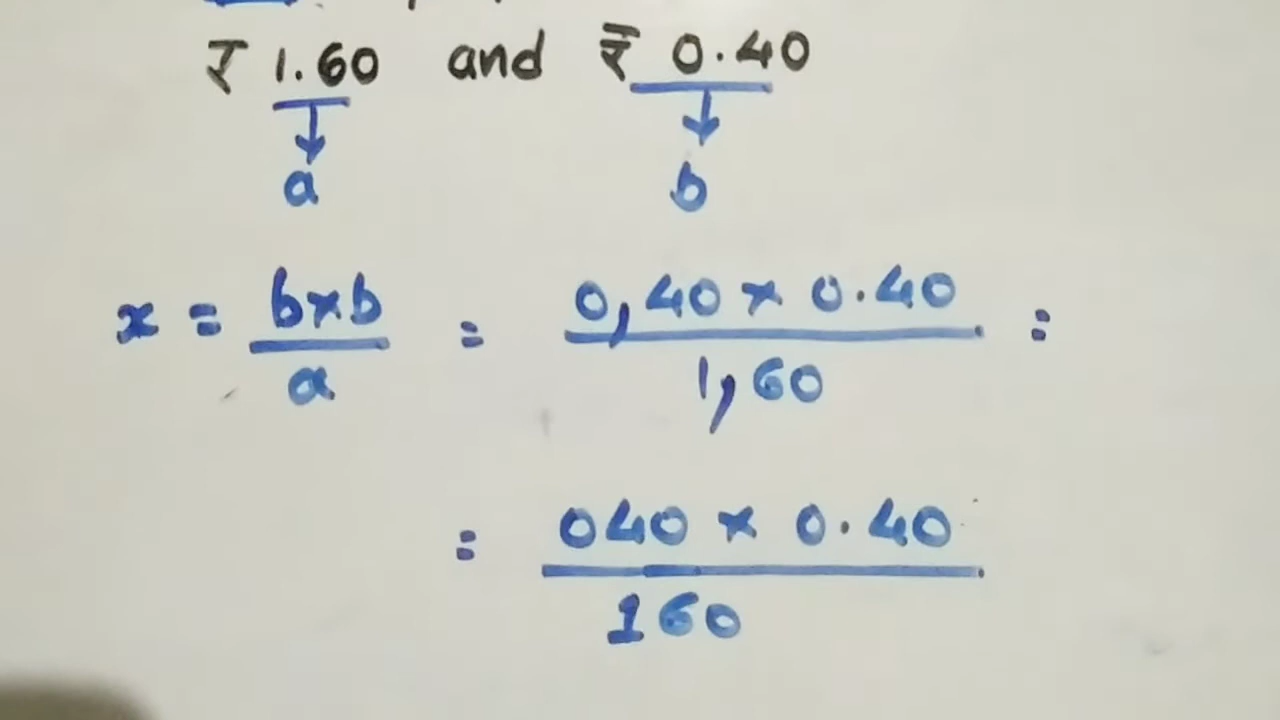 ₹ 1.60 and ₹ 0.40
a b
x = b×b / a = 0,40 × 0.40 / 1,60 =
= 040 × 0.40 / 160